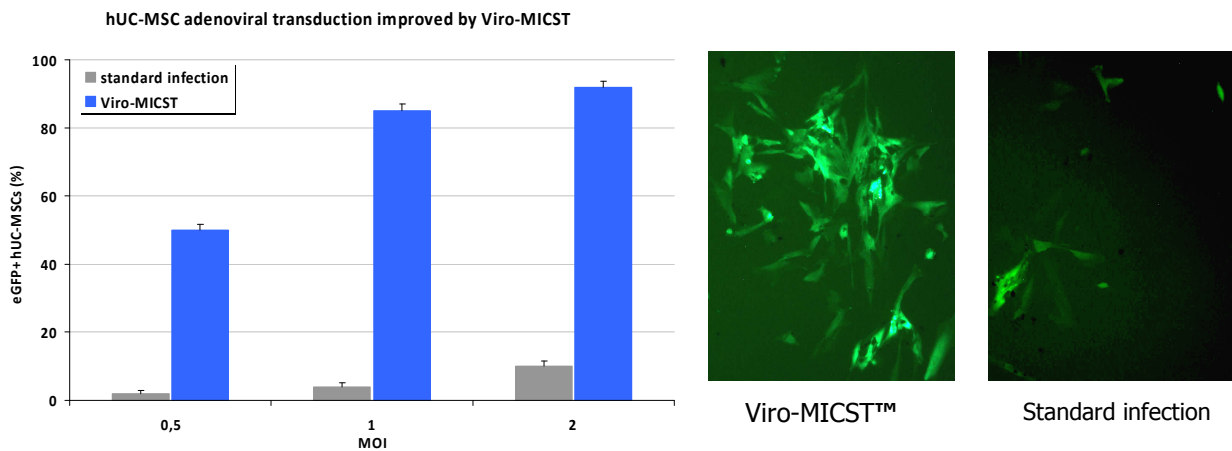 hUC-MSC adenoviral transduction improved by Viro-MICST
eGFP+ hUC-MSCs (%)
100
80
60
40
20
0
standard infection
Viro-MICST
0,5
1
2
MOI
Viro-MICST™
Standard infection